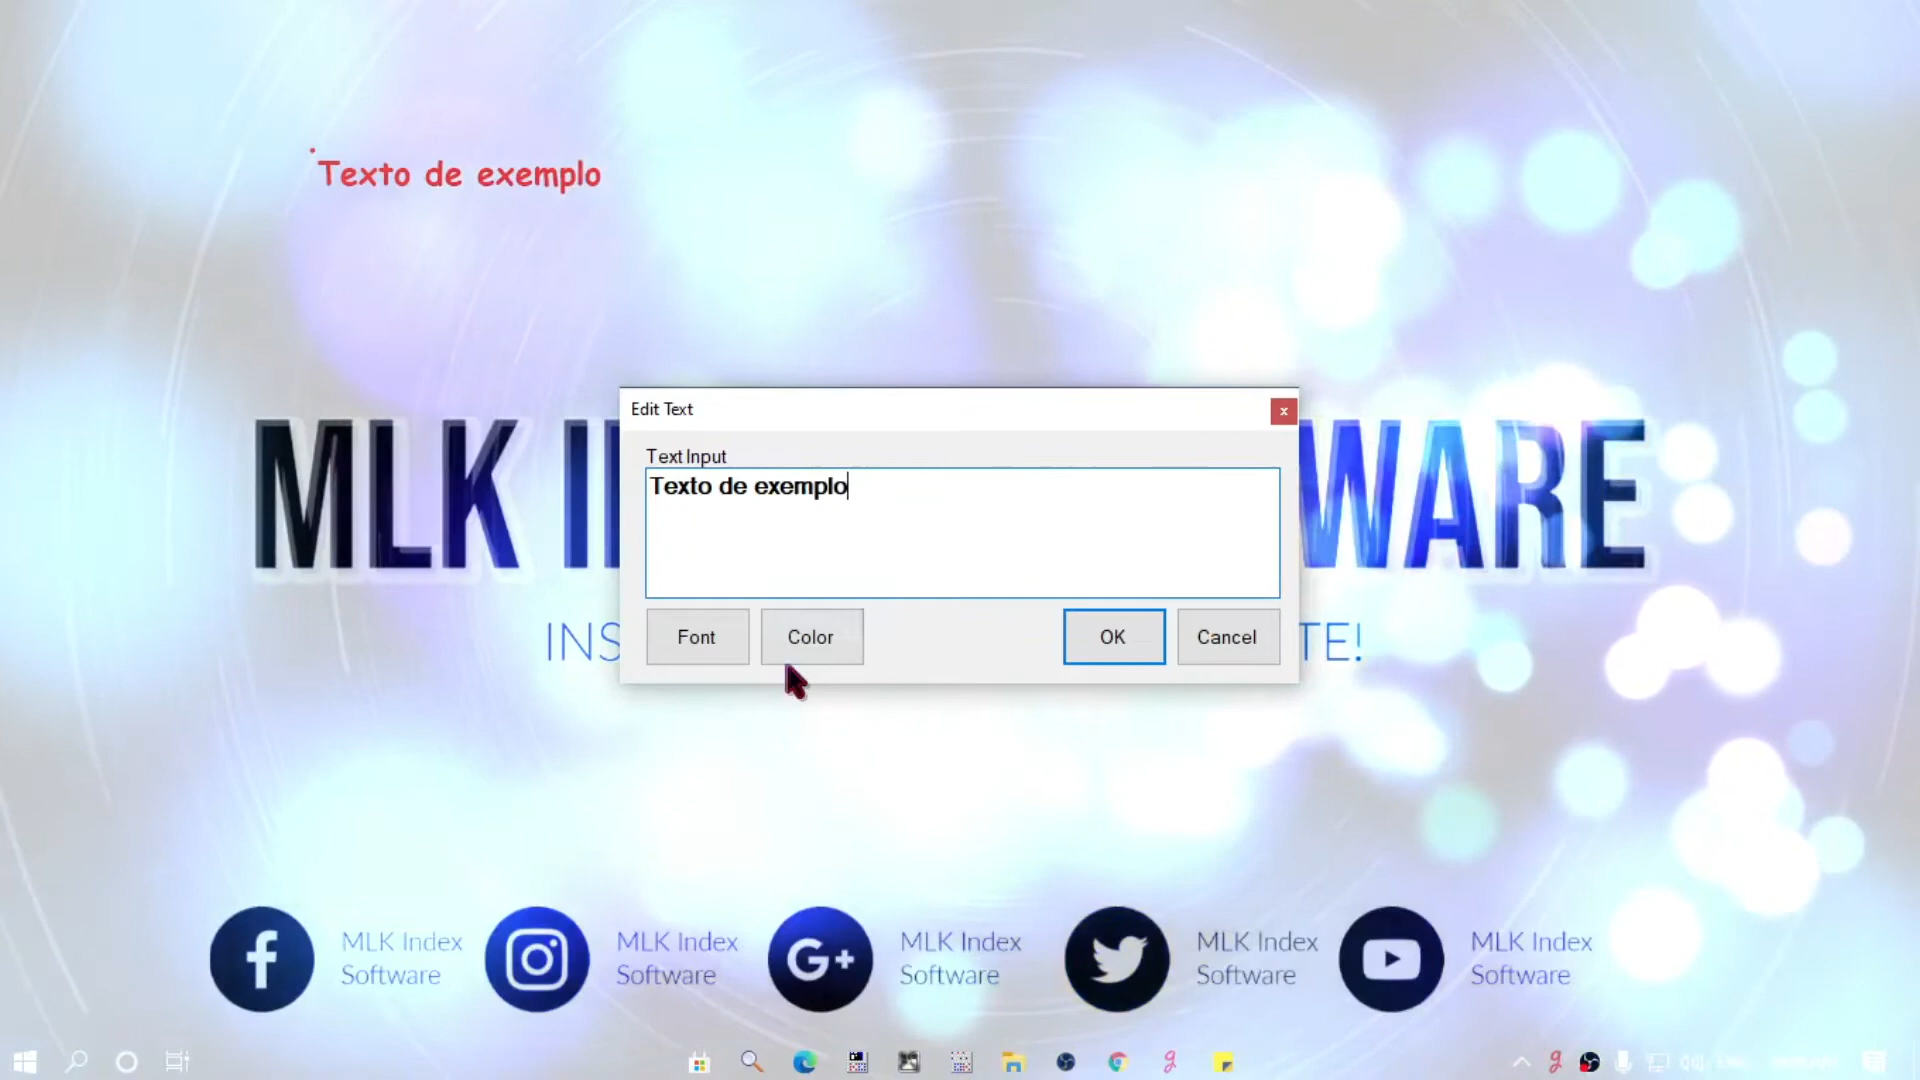 Texto de exemplo
Edit Text
x
Text Input
Texto de exemplo
Font
Color
OK
Cancel
MLK I
WARE
INS
TE!
MLK Index
Software
MLK Index
Software
MLK Index
Software
MLK Index
Software
MLK Index
Software